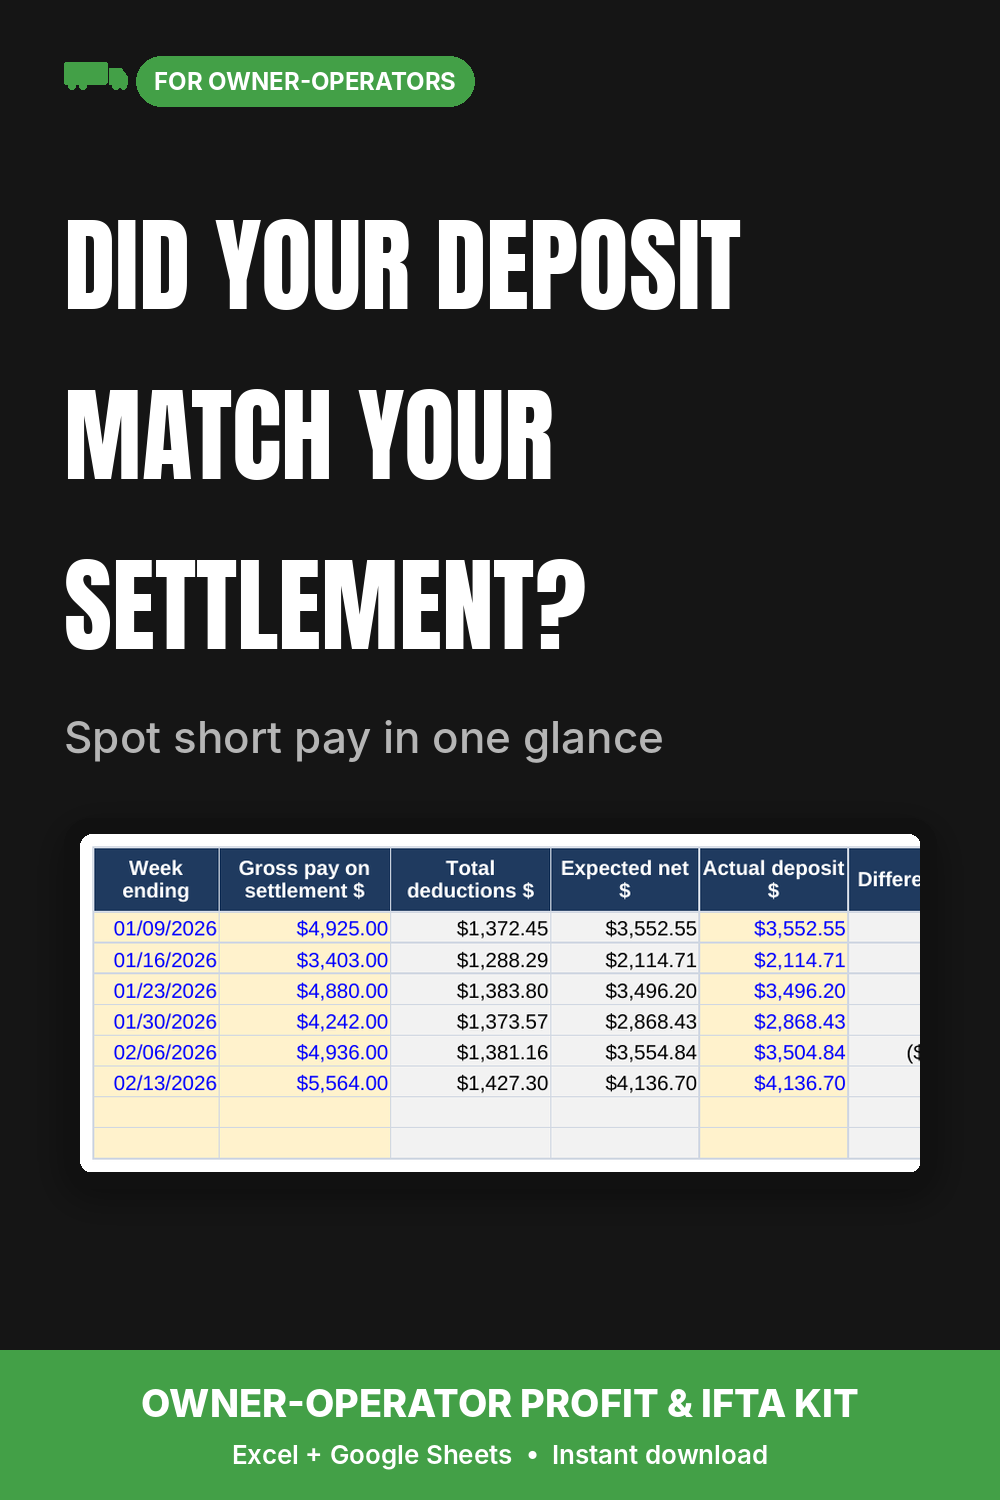 FOR OWNER-OPERATORS
DID YOUR DEPOSIT
MATCH YOUR
SETTLEMENT?
Spot short pay in one glance
Week ending Gross pay on settlement $ Total deductions $ Expected net $ Actual deposit $ Differe
01/09/2026 $4,925.00 $1,372.45 $3,552.55 $3,552.55
01/16/2026 $3,403.00 $1,288.29 $2,114.71 $2,114.71
01/23/2026 $4,880.00 $1,383.80 $3,496.20 $3,496.20
01/30/2026 $4,242.00 $1,373.57 $2,868.43 $2,868.43
02/06/2026 $4,936.00 $1,381.16 $3,554.84 $3,504.84 ($
02/13/2026 $5,564.00 $1,427.30 $4,136.70 $4,136.70
OWNER-OPERATOR PROFIT & IFTA KIT
Excel + Google Sheets • Instant download